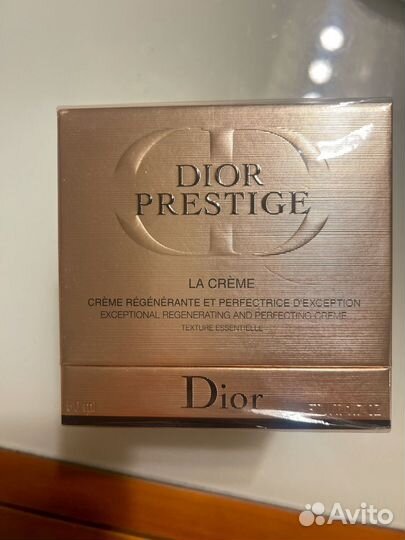 DIOR
PRESTIGE
LA CRÈME
CRÈME RÉGÉNÉRANTE ET PERFECTRICE D'EXCEPTION
EXCEPTIONAL REGENERATING AND PERFECTING CREME
TEXTURE ESSENTIELLE
Dior
Avito